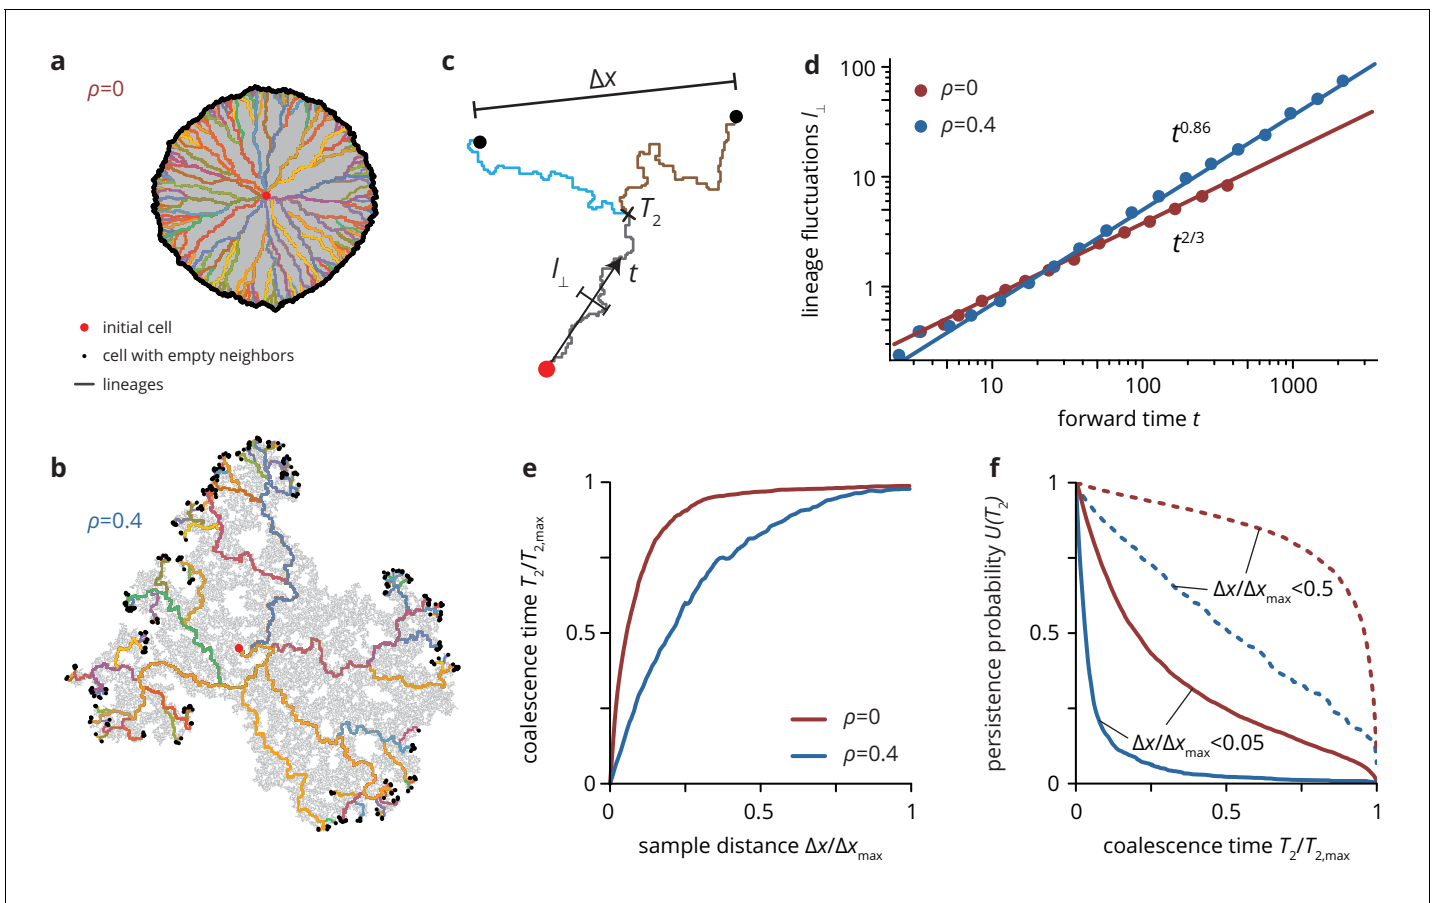 a
ρ=0
initial cell
cell with empty neighbors
lineages
b
ρ=0.4
c
Δx
T2
l⊥
t
d
100
10
1
lineage fluctuations l⊥
ρ=0
ρ=0.4
t^0.86
t^2/3
10
100
1000
forward time t
e
1
0.5
0
coalescence time T2/T2,max
ρ=0
ρ=0.4
0
0.5
1
sample distance Δx/Δxmax
f
1
0.5
0
persistence probability U(T2)
Δx/Δxmax<0.5
Δx/Δxmax<0.05
0
0.5
1
coalescence time T2/T2,max